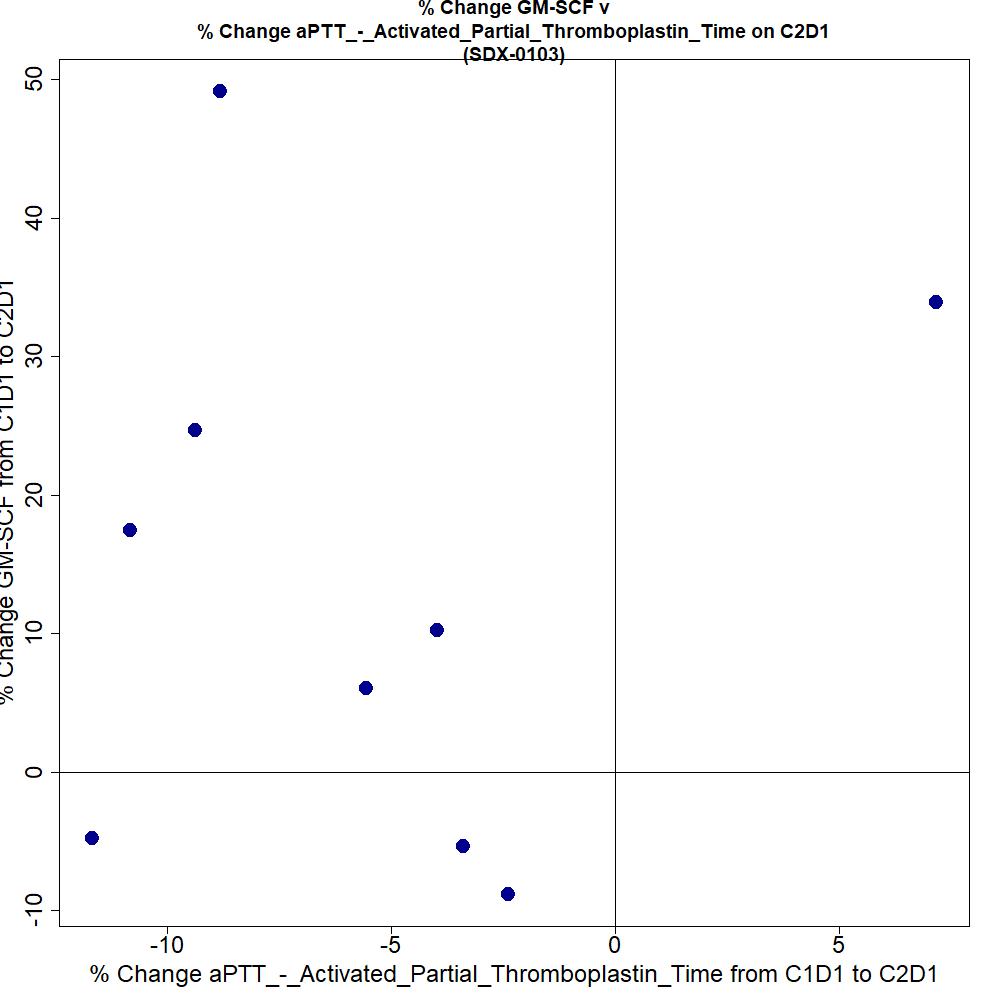 % Change GM-SCF v
% Change aPTT_-_Activated_Partial_Thromboplastin_Time on C2D1
(SDX-0103)
% Change GM-SCF from C1D1 to C2D1
50
40
30
20
10
0
-10
-10
-5
0
5
% Change aPTT_-_Activated_Partial_Thromboplastin_Time from C1D1 to C2D1